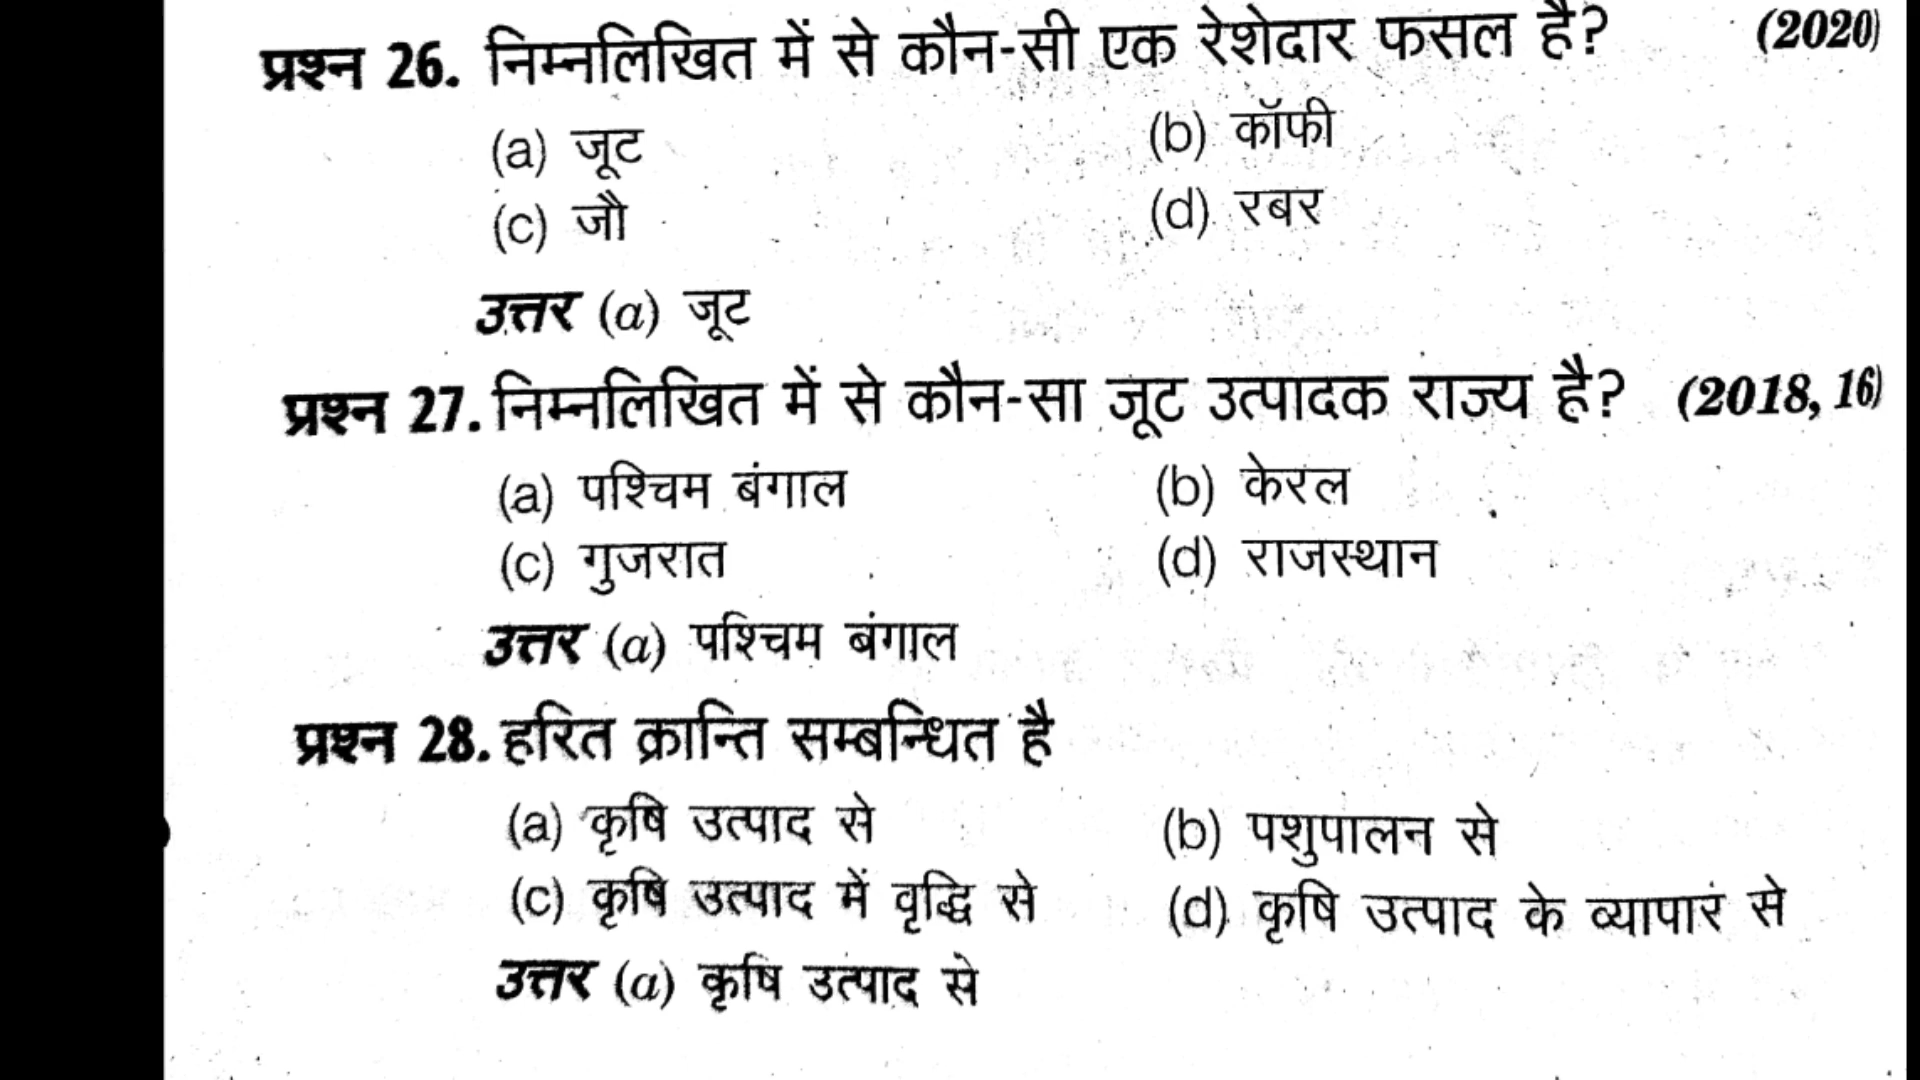 प्रश्न 26. निम्नलिखित में से कौन-सी एक रेशेदार फसल है? (2020)
(a) जूट (b) कॉफी
(c) जौ (d) रबर
उत्तर (a) जूट
प्रश्न 27. निम्नलिखित में से कौन-सा जूट उत्पादक राज्य है? (2018, 16)
(a) पश्चिम बंगाल (b) केरल
(c) गुजरात (d) राजस्थान
उत्तर (a) पश्चिम बंगाल
प्रश्न 28. हरित क्रान्ति सम्बन्धित है
(a) कृषि उत्पाद से (b) पशुपालन से
(c) कृषि उत्पाद में वृद्धि से (d) कृषि उत्पाद के व्यापार से
उत्तर (a) कृषि उत्पाद से